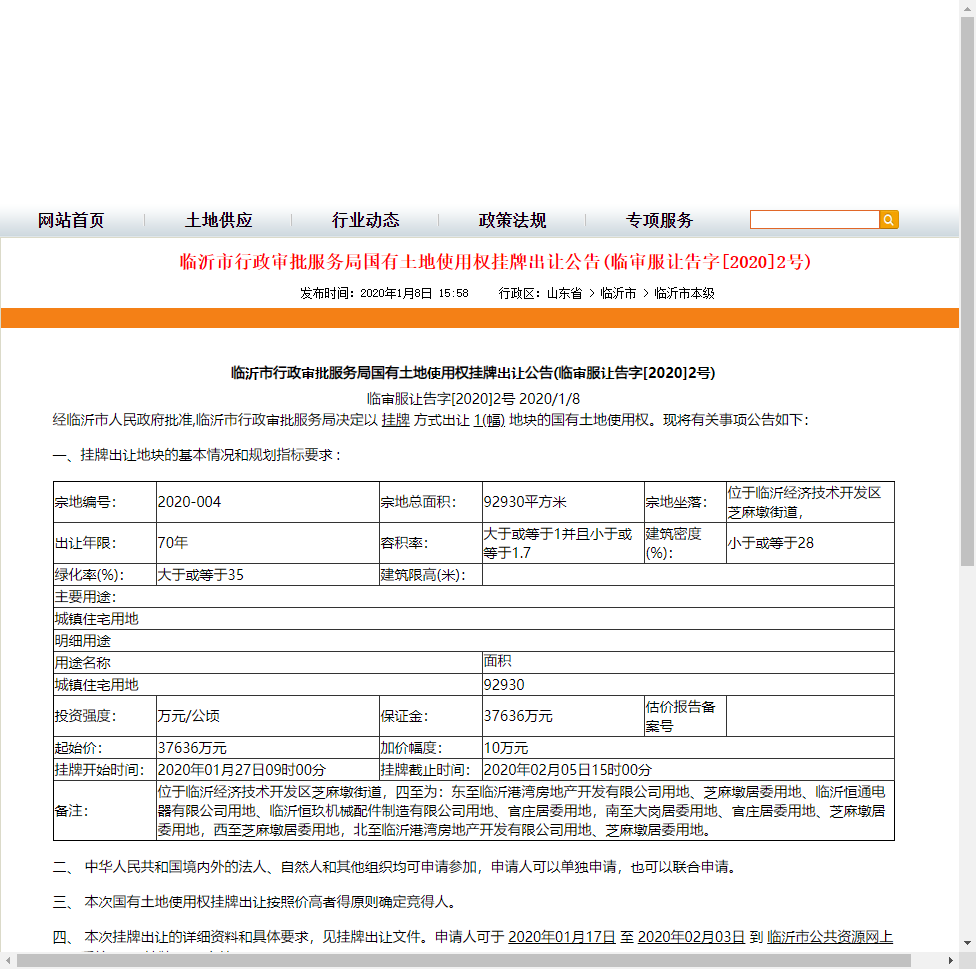 网站首页 土地供应 行业动态 政策法规 专项服务
临沂市行政审批服务局国有土地使用权挂牌出让公告(临审服让告字[2020]2号)
发布时间：2020年1月8日 15:58 行政区：山东省 > 临沂市 > 临沂市本级
临沂市行政审批服务局国有土地使用权挂牌出让公告(临审服让告字[2020]2号)
临审服让告字[2020]2号 2020/1/8
经临沂市人民政府批准,临沂市行政审批服务局决定以 挂牌 方式出让 1(幅) 地块的国有土地使用权。现将有关事项公告如下：
一、挂牌出让地块的基本情况和规划指标要求：
宗地编号： 2020-004 宗地总面积： 92930平方米 宗地坐落： 位于临沂经济技术开发区
芝麻墩街道，
出让年限： 70年 容积率： 大于或等于1并且小于或
等于1.7 建筑密度
(%)： 小于或等于28
绿化率(%)： 大于或等于35 建筑限高(米)：
主要用途：
城镇住宅用地
明细用途
用途名称 面积
城镇住宅用地 92930
投资强度： 万元/公顷 保证金： 37636万元 估价报告备
案号
起始价： 37636万元 加价幅度： 10万元
挂牌开始时间： 2020年01月27日09时00分 挂牌截止时间： 2020年02月05日15时00分
备注： 位于临沂经济技术开发区芝麻墩街道，四至为：东至临沂港湾房地产开发有限公司用地、芝麻墩居委用地、临沂恒通电
器有限公司用地、临沂恒玖机械配件制造有限公司用地、官庄居委用地，南至大岗居委用地、官庄居委用地、芝麻墩居
委用地，西至芝麻墩居委用地，北至临沂港湾房地产开发有限公司用地、芝麻墩居委用地。
二、 中华人民共和国境内外的法人、自然人和其他组织均可申请参加，申请人可以单独申请，也可以联合申请。
三、 本次国有土地使用权挂牌出让按照价高者得原则确定竞得人。
四、 本次挂牌出让的详细资料和具体要求，见挂牌出让文件。申请人可于 2020年01月17日 至 2020年02月03日 到 临沂市公共资源网上